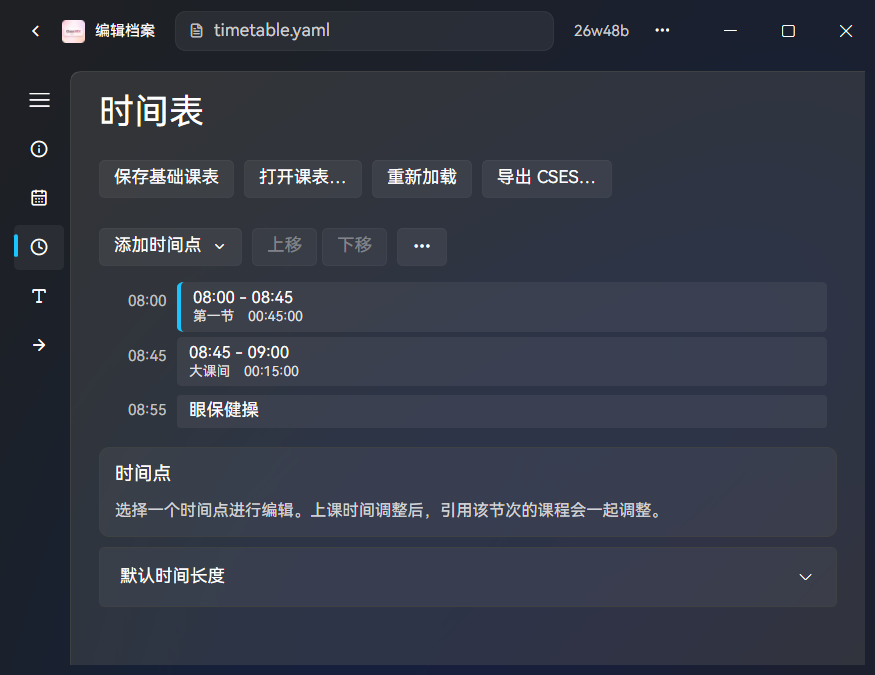 编辑档案
timetable.yaml
26w48b
时间表
保存基础课表 打开课表... 重新加载 导出 CSES...
添加时间点 上移 下移
08:00 08:00 - 08:45
第一节 00:45:00
08:45 08:45 - 09:00
大课间 00:15:00
08:55 眼保健操
时间点
选择一个时间点进行编辑。上课时间调整后，引用该节次的课程会一起调整。
默认时间长度